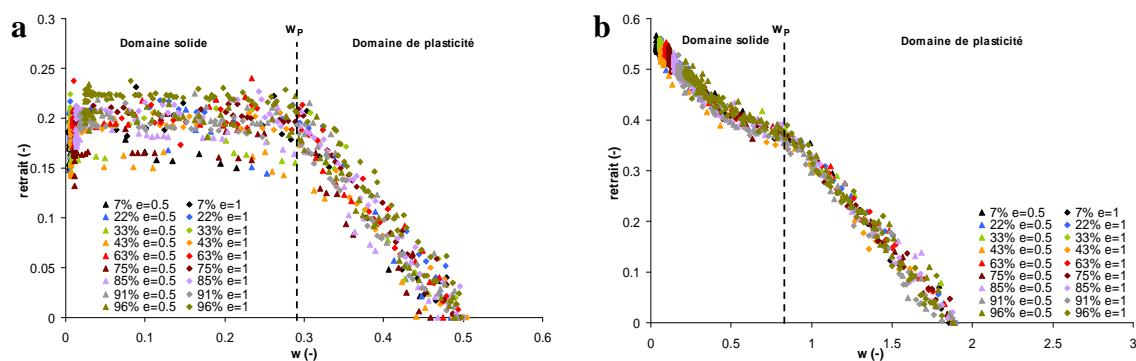 a
0.3
0.25
0.2
0.15
0.1
0.05
0
retrait (-)
Domaine solide
wP
Domaine de plasticité
7% e=0.5 7% e=1
22% e=0.5 22% e=1
33% e=0.5 33% e=1
43% e=0.5 43% e=1
63% e=0.5 63% e=1
75% e=0.5 75% e=1
85% e=0.5 85% e=1
91% e=0.5 91% e=1
96% e=0.5 96% e=1
0 0.1 0.2 0.3 0.4 0.5 0.6
w (-)
b
0.6
0.5
0.4
0.3
0.2
0.1
0.0
retrait (-)
Domaine solide
wP
Domaine de plasticité
7% e=0.5 7% e=1
22% e=0.5 22% e=1
33% e=0.5 33% e=1
43% e=0.5 43% e=1
63% e=0.5 63% e=1
75% e=0.5 75% e=1
85% e=0.5 85% e=1
91% e=0.5 91% e=1
96% e=0.5 96% e=1
0 0.5 1 1.5 2 2.5 3
w (-)